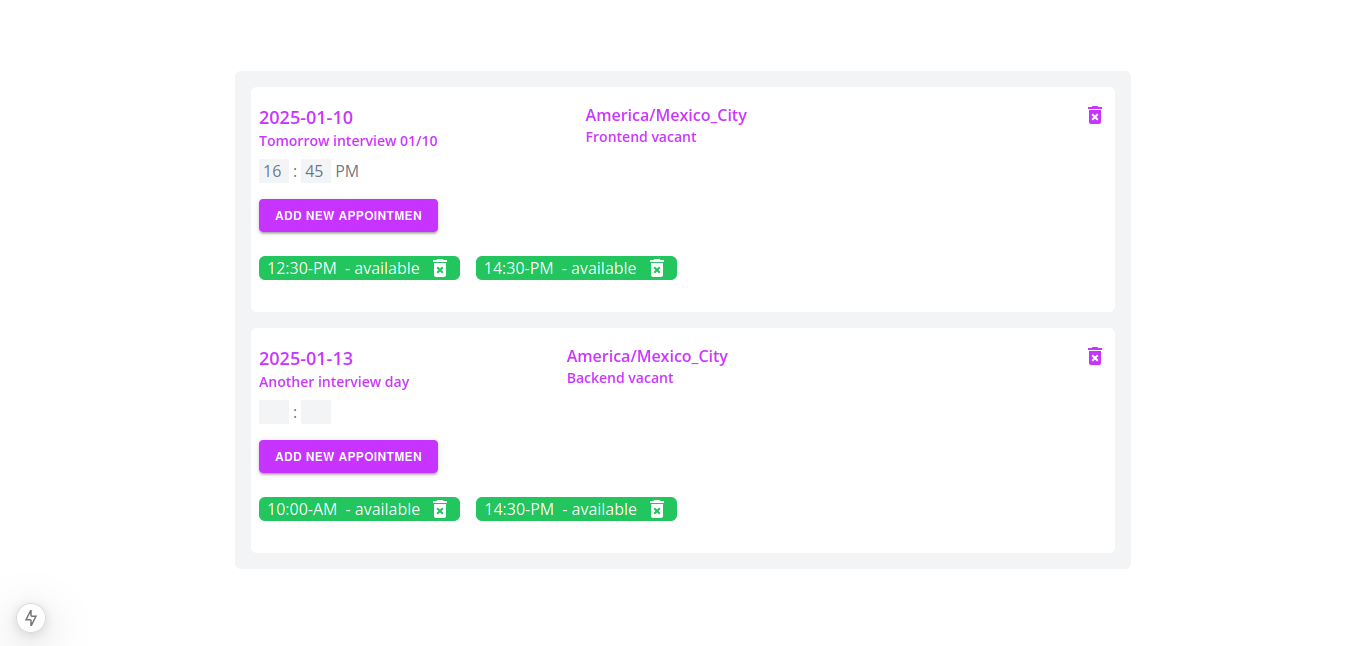 2025-01-10
America/Mexico_City
Tomorrow interview 01/10
Frontend vacant
16 : 45 PM
ADD NEW APPOINTMEN
12:30-PM - available
14:30-PM - available
2025-01-13
America/Mexico_City
Another interview day
Backend vacant
:
ADD NEW APPOINTMEN
10:00-AM - available
14:30-PM - available